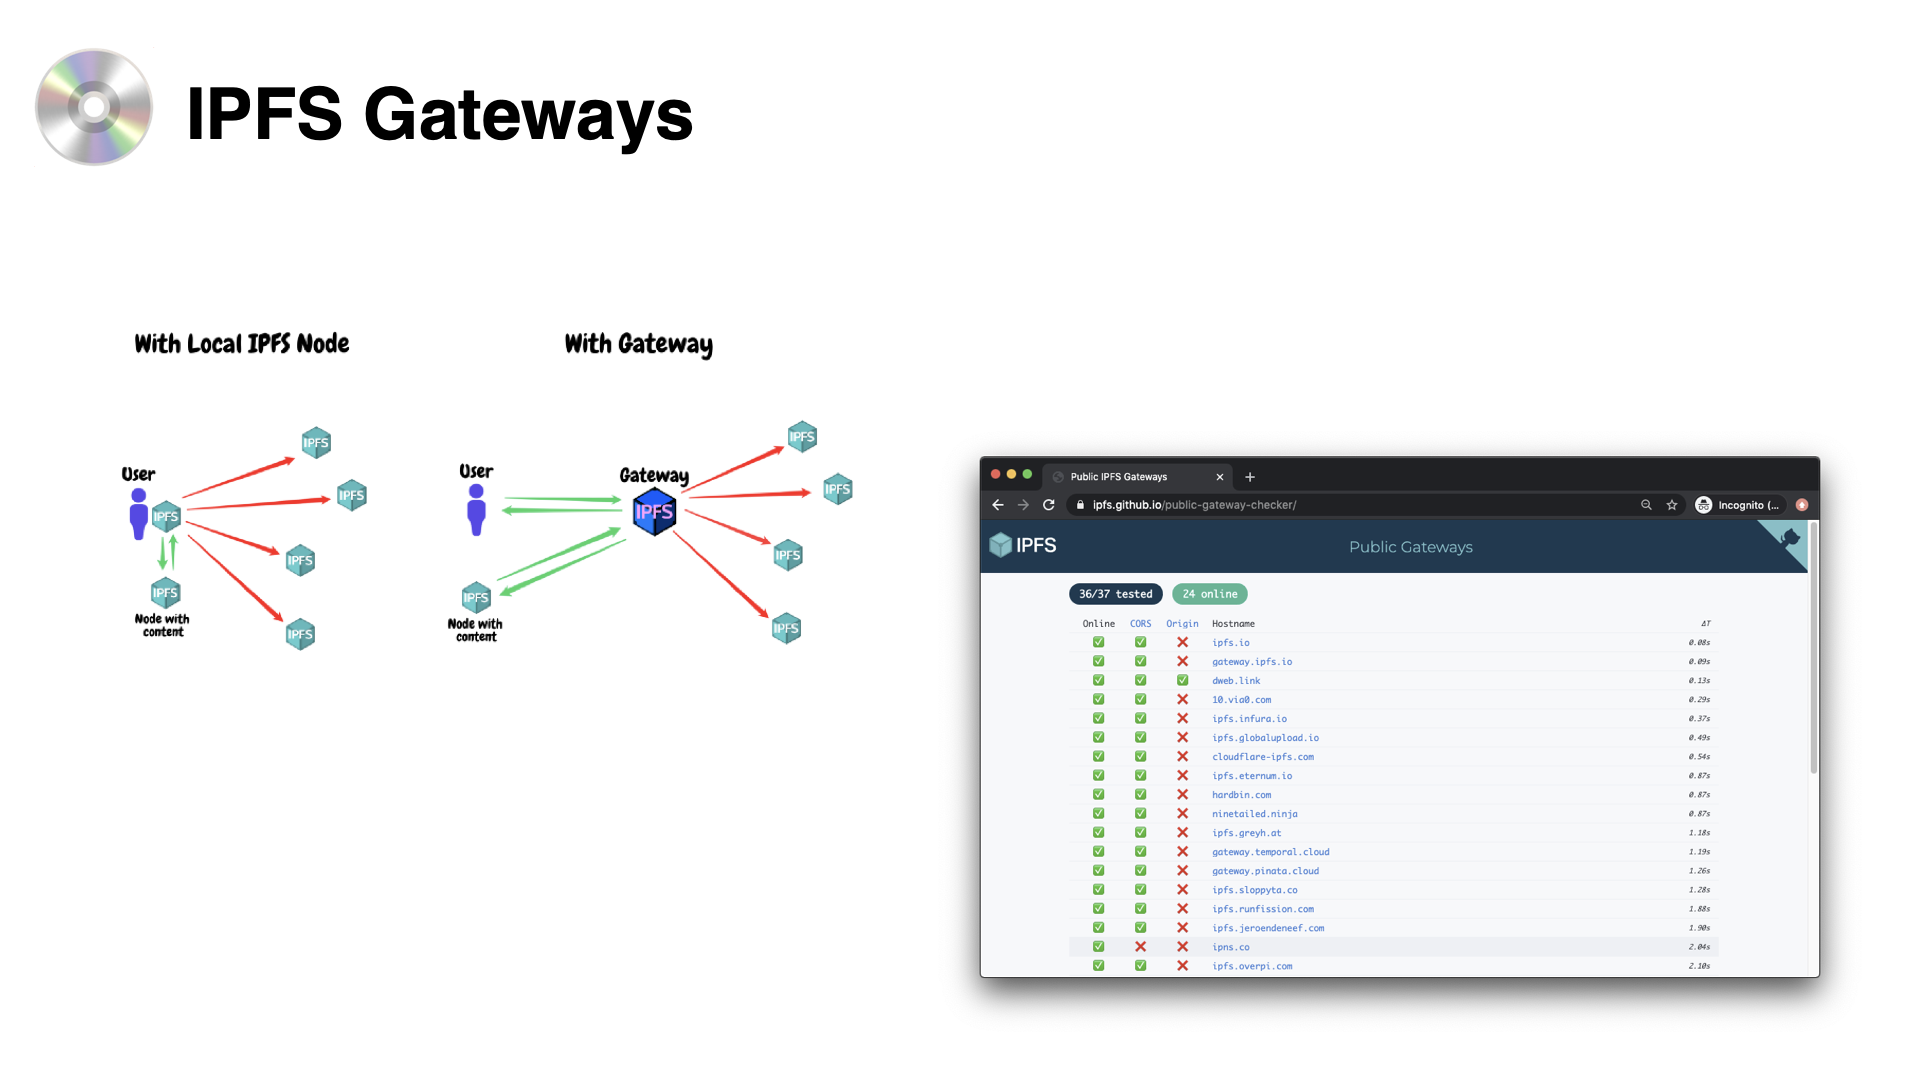 IPFS Gateways
With Local IPFS Node
With Gateway
User
IPFS
IPFS
IPFS
IPFS
IPFS
IPFS
Node with
content
User
Gateway
IPFS
IPFS
IPFS
IPFS
IPFS
IPFS
Node with
content
Public IPFS Gateways
ipfs.github.io/public-gateway-checker/
Incognito (...
IPFS
Public Gateways
36/37 tested 24 online
Online CORS Origin Hostname ΔT
ipfs.io 0.08s
gateway.ipfs.io 0.09s
dweb.link 0.13s
10.via0.com 0.29s
ipfs.infura.io 0.37s
ipfs.globalupload.io 0.49s
cloudflare-ipfs.com 0.54s
ipfs.eternum.io 0.87s
hardbin.com 0.87s
ninetailed.ninja 0.87s
ipfs.greyh.at 1.18s
gateway.temporal.cloud 1.19s
gateway.pinata.cloud 1.26s
ipfs.sloppyta.co 1.28s
ipfs.runfission.com 1.88s
ipfs.jeroendeneef.com 1.90s
ipns.co 2.04s
ipfs.overpi.com 2.10s